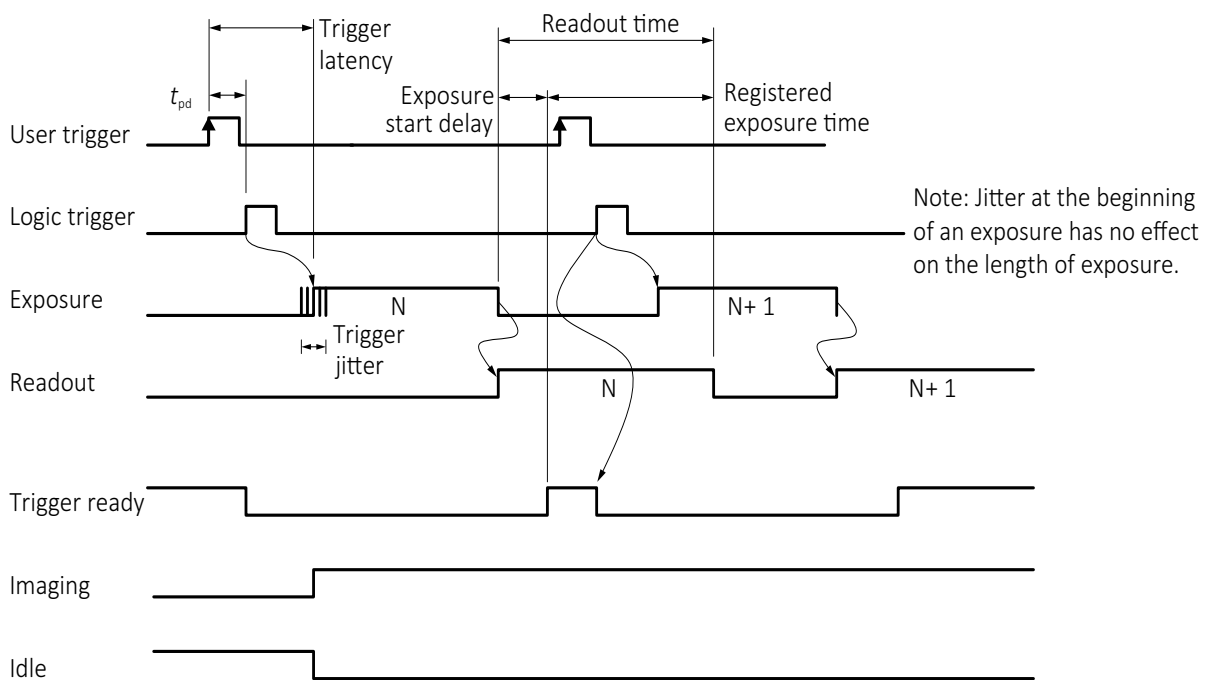 Trigger
latency
Readout time
t_pd
Exposure
start delay
Registered
exposure time
User trigger
Logic trigger
Note: Jitter at the beginning
of an exposure has no effect
on the length of exposure.
Exposure
N
N+ 1
Trigger
jitter
Readout
N
N+ 1
Trigger ready
Imaging
Idle